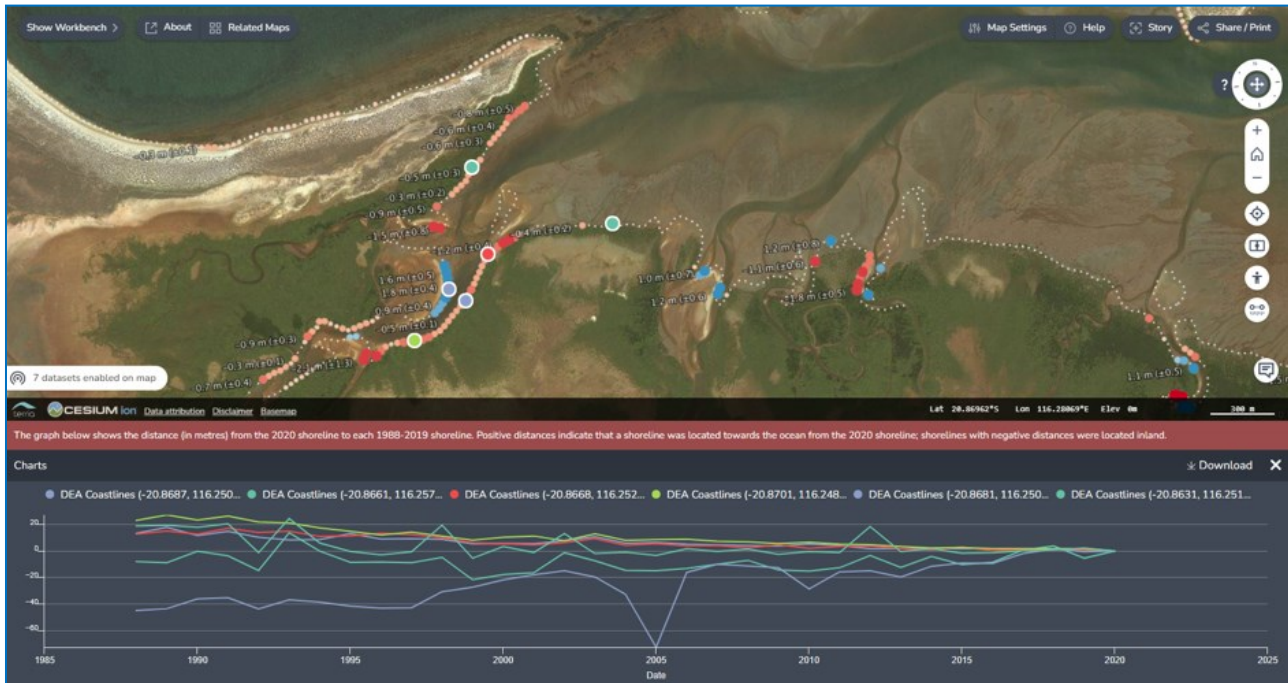 Show Workbench
About
Related Maps
Map Settings
Help
Story
Share / Print
?
-0.3 m (±0.1)
-0.8 m (±0.5)
-0.6 m (±0.4)
-0.6 m (±0.3)
-0.5 m (±0.3)
-0.3 m (±0.2)
-0.9 m (±0.5)
-1.5 m (±0.8)
-0.4 m (±0.2)
1.6 m (±0.5)
1.8 m (±0.4)
0.9 m (±0.4)
-0.5 m (±0.1)
1.0 m (±0.7)
-1.2 m (±0.6)
1.2 m (±0.8)
-1.1 m (±0.6)
-1.8 m (±0.5)
-0.9 m (±0.3)
-0.3 m (±0.1)
-0.7 m (±0.4)
-2.1 m (±1.3)
1.1 m (±0.5)
7 datasets enabled on map
terria CESIUM ion Data attribution Disclaimer Basemap
Lat 20.86962°S Lon 116.28069°E Elev 0m 300 m
The graph below shows the distance (in metres) from the 2020 shoreline to each 1988-2019 shoreline. Positive distances indicate that a shoreline was located towards the ocean from the 2020 shoreline; shorelines with negative distances were located inland.
Charts
Download
DEA Coastlines (-20.8687, 116.250...
DEA Coastlines (-20.8661, 116.257...
DEA Coastlines (-20.8668, 116.252...
DEA Coastlines (-20.8701, 116.248...
DEA Coastlines (-20.8681, 116.250...
DEA Coastlines (-20.8631, 116.251...
20
0
-20
-40
-60
1985 1990 1995 2000 2005 2010 2015 2020 2025
Date